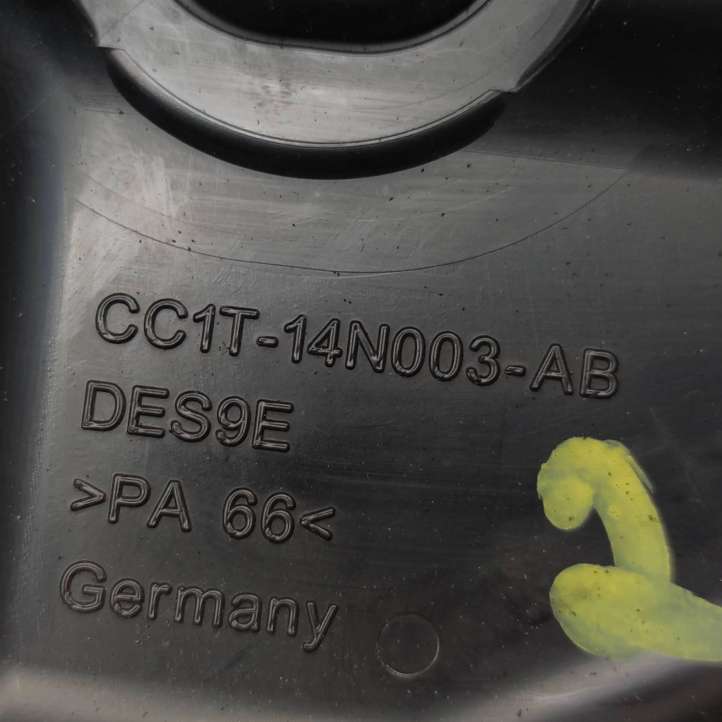 CC1T-14N003-AB
DES9E
>PA 66<
Germany